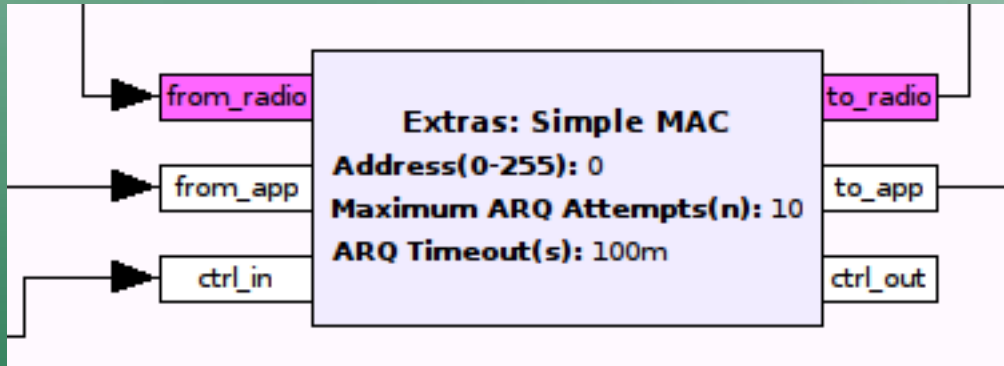 from_radio
from_app
ctrl_in
Extras: Simple MAC
Address(0-255): 0
Maximum ARQ Attempts(n): 10
ARQ Timeout(s): 100m
to_radio
to_app
ctrl_out